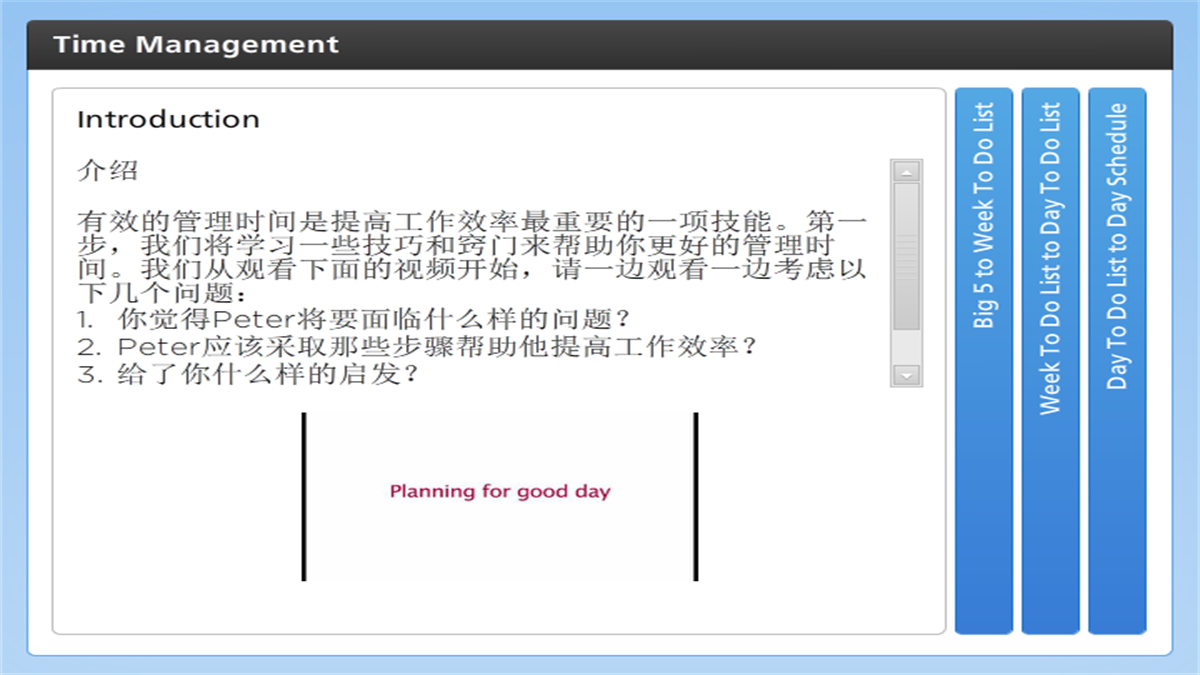 Time Management
Introduction
介绍
有效的管理时间是提高工作效率最重要的一项技能。第一
步，我们将学习一些技巧和窍门来帮助你更好的管理时
间。我们从观看下面的视频开始，请一边观看一边考虑以
下几个问题：
1. 你觉得Peter将要面临什么样的问题？
2. Peter应该采取那些步骤帮助他提高工作效率？
3. 给了你什么样的启发？
Planning for good day
Big 5 to Week To Do List
Week To Do List to Day To Do List
Day To Do List to Day Schedule